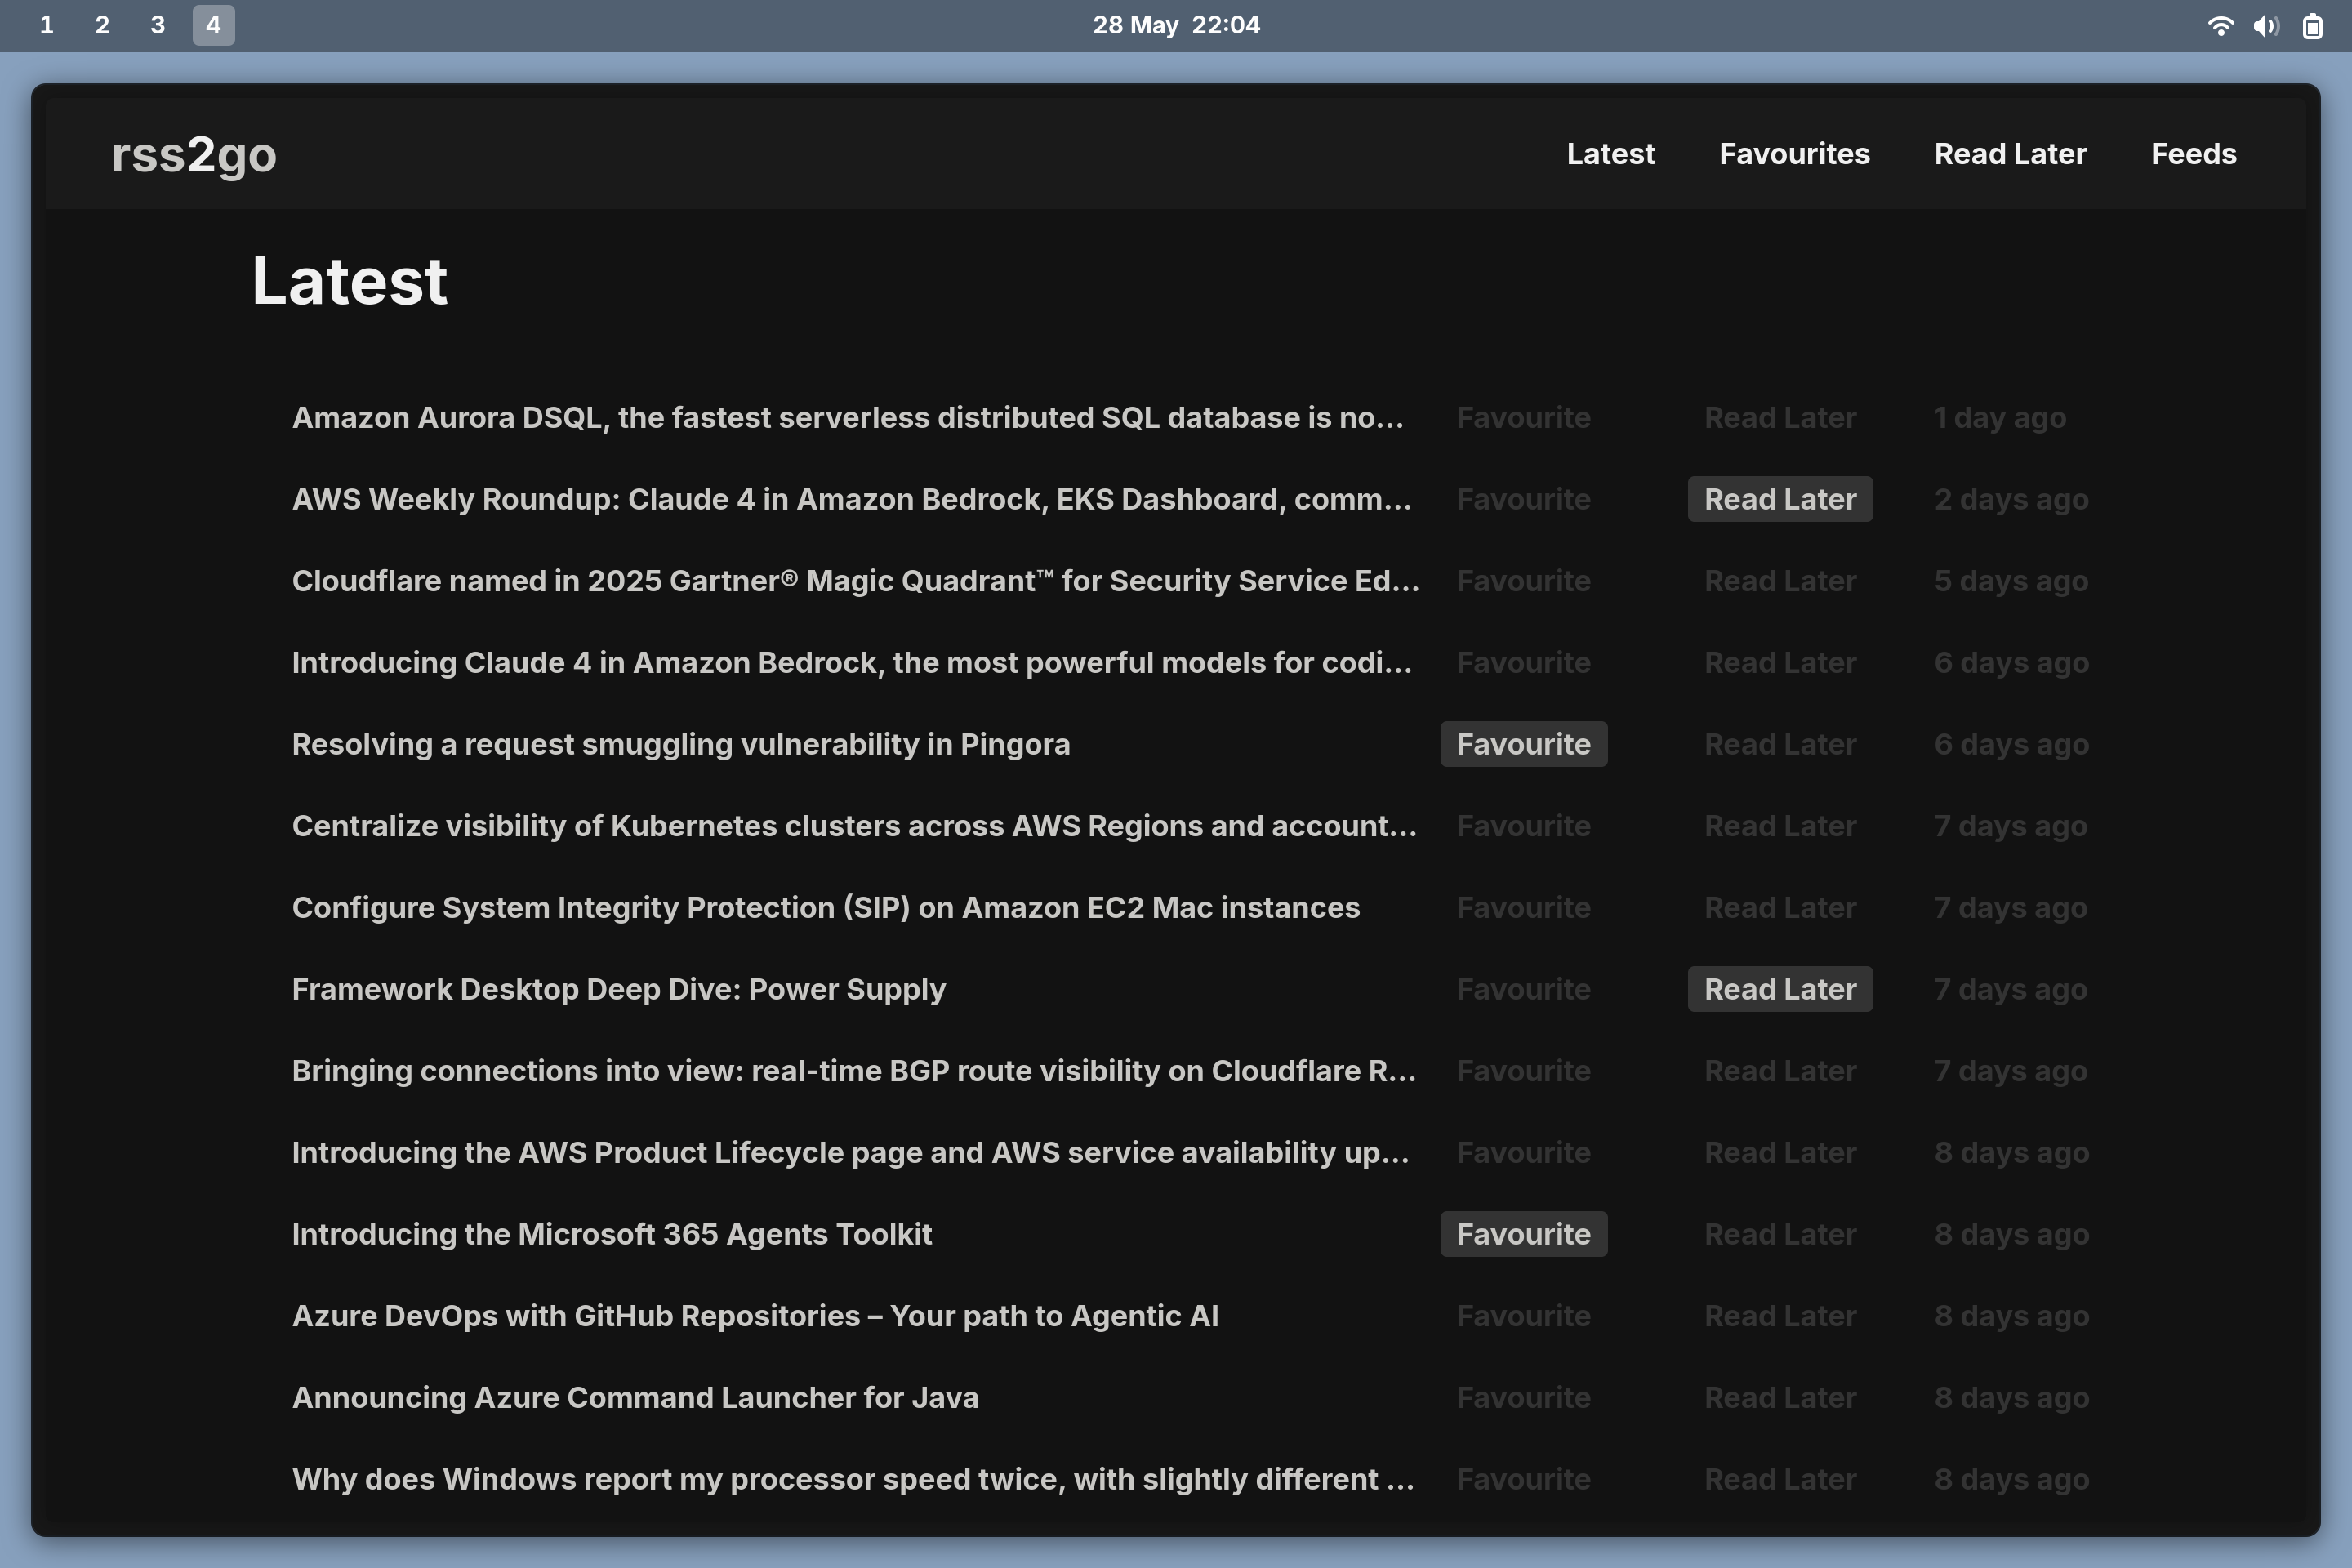 1 2 3 4 28 May 22:04
rss2go Latest Favourites Read Later Feeds
Latest
Amazon Aurora DSQL, the fastest serverless distributed SQL database is no... Favourite Read Later 1 day ago
AWS Weekly Roundup: Claude 4 in Amazon Bedrock, EKS Dashboard, comm... Favourite Read Later 2 days ago
Cloudflare named in 2025 Gartner® Magic Quadrant™ for Security Service Ed... Favourite Read Later 5 days ago
Introducing Claude 4 in Amazon Bedrock, the most powerful models for codi... Favourite Read Later 6 days ago
Resolving a request smuggling vulnerability in Pingora Favourite Read Later 6 days ago
Centralize visibility of Kubernetes clusters across AWS Regions and account... Favourite Read Later 7 days ago
Configure System Integrity Protection (SIP) on Amazon EC2 Mac instances Favourite Read Later 7 days ago
Framework Desktop Deep Dive: Power Supply Favourite Read Later 7 days ago
Bringing connections into view: real-time BGP route visibility on Cloudflare R... Favourite Read Later 7 days ago
Introducing the AWS Product Lifecycle page and AWS service availability up... Favourite Read Later 8 days ago
Introducing the Microsoft 365 Agents Toolkit Favourite Read Later 8 days ago
Azure DevOps with GitHub Repositories – Your path to Agentic AI Favourite Read Later 8 days ago
Announcing Azure Command Launcher for Java Favourite Read Later 8 days ago
Why does Windows report my processor speed twice, with slightly different ... Favourite Read Later 8 days ago